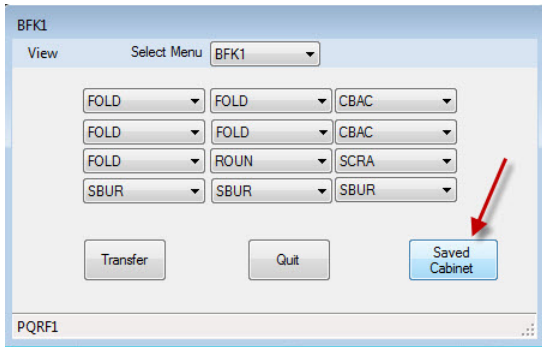 BFK1
View Select Menu BFK1
FOLD FOLD CBAC
FOLD FOLD CBAC
FOLD ROUN SCRA
SBUR SBUR SBUR
Transfer Quit Saved
Cabinet
PQRF1